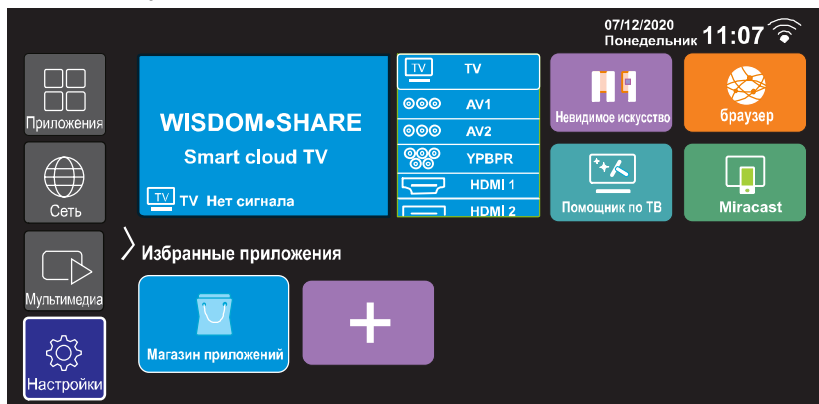 07/12/2020
Понедельник 11:07
Приложения
Сеть
Мультимедиа
Настройки
WISDOM•SHARE
Smart cloud TV
TV TV Нет сигнала
TV TV
AV1
AV2
YPBPR
HDMI 1
HDMI 2
Невидимое искусство
браузер
Помощник по ТВ
Miracast
Избранные приложения
Магазин приложений